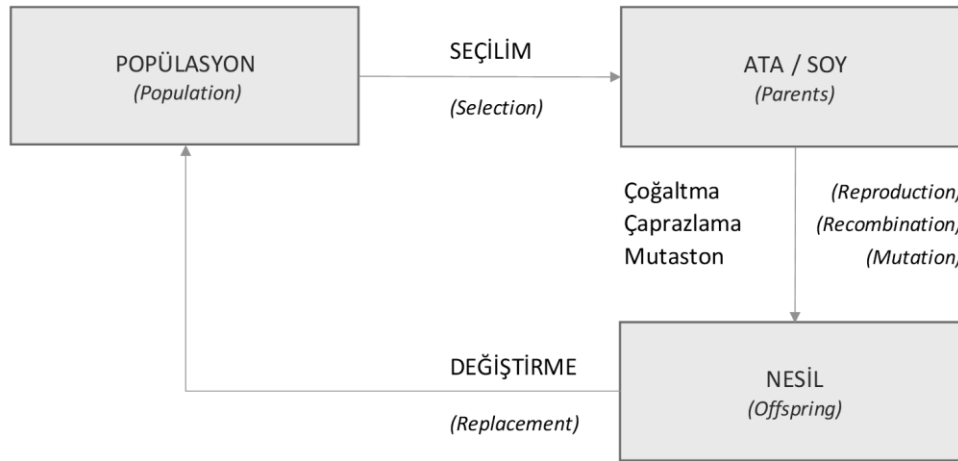 POPÜLASYON
(Population)
SEÇİLİM
(Selection)
ATA / SOY
(Parents)
Çoğaltma (Reproduction)
Çaprazlama (Recombination)
Mutaston (Mutation)
DEĞİŞTİRME
(Replacement)
NESİL
(Offspring)